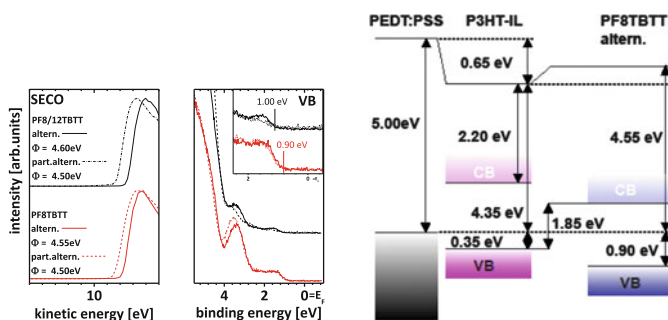 SECO
PF8/12TBTT
altern.
Φ = 4.60eV
part.altern.
Φ = 4.50eV
PF8TBTT
altern.
Φ = 4.55eV
part.altern.
Φ = 4.50eV
intensity [arb.units]
10
kinetic energy [eV]
VB
1.00 eV
0.90 eV
2
0=E
4
2
0=EF
binding energy [eV]
PEDT:PSS
P3HT-IL
PF8TBTT
altern.
0.65 eV
5.00eV
2.20 eV
4.55 eV
CB
CB
4.35 eV
1.85 eV
0.35 eV
0.90 eV
VB
VB